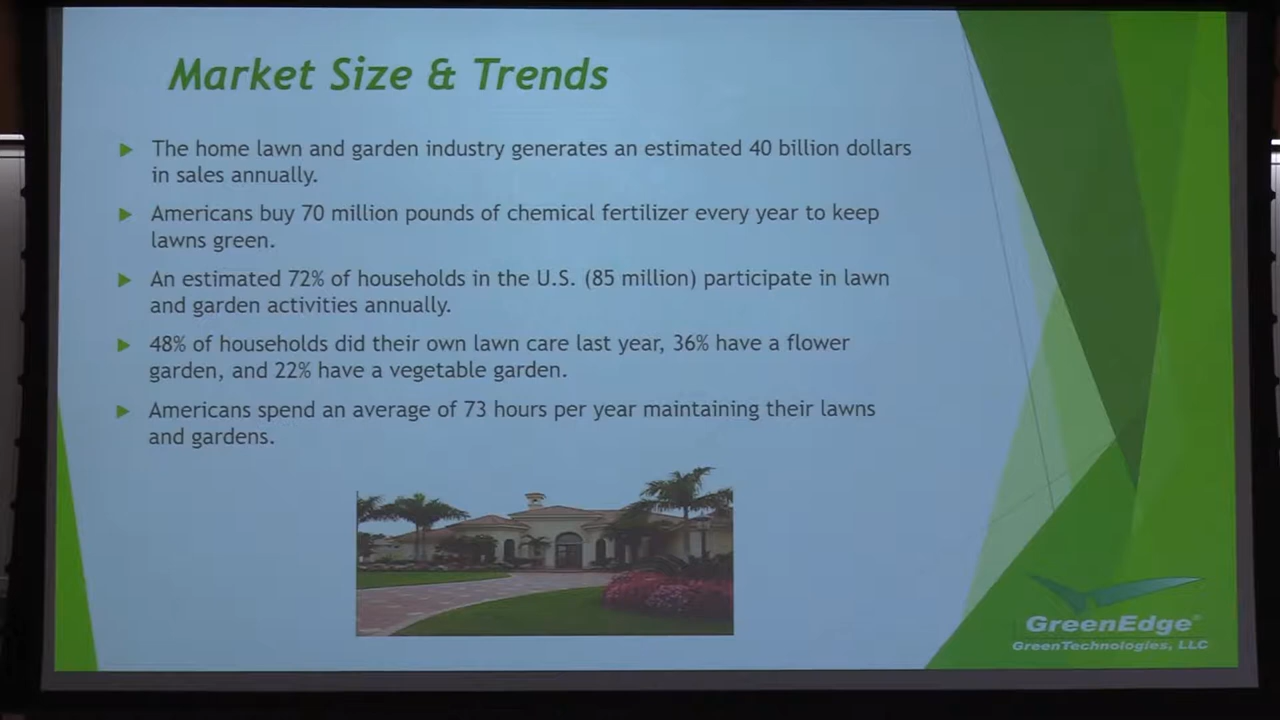 Market Size & Trends
The home lawn and garden industry generates an estimated 40 billion dollars
in sales annually.
Americans buy 70 million pounds of chemical fertilizer every year to keep
lawns green.
An estimated 72% of households in the U.S. (85 million) participate in lawn
and garden activities annually.
48% of households did their own lawn care last year, 36% have a flower
garden, and 22% have a vegetable garden.
Americans spend an average of 73 hours per year maintaining their lawns
and gardens.
GreenEdge®
GreenTechnologies, LLC